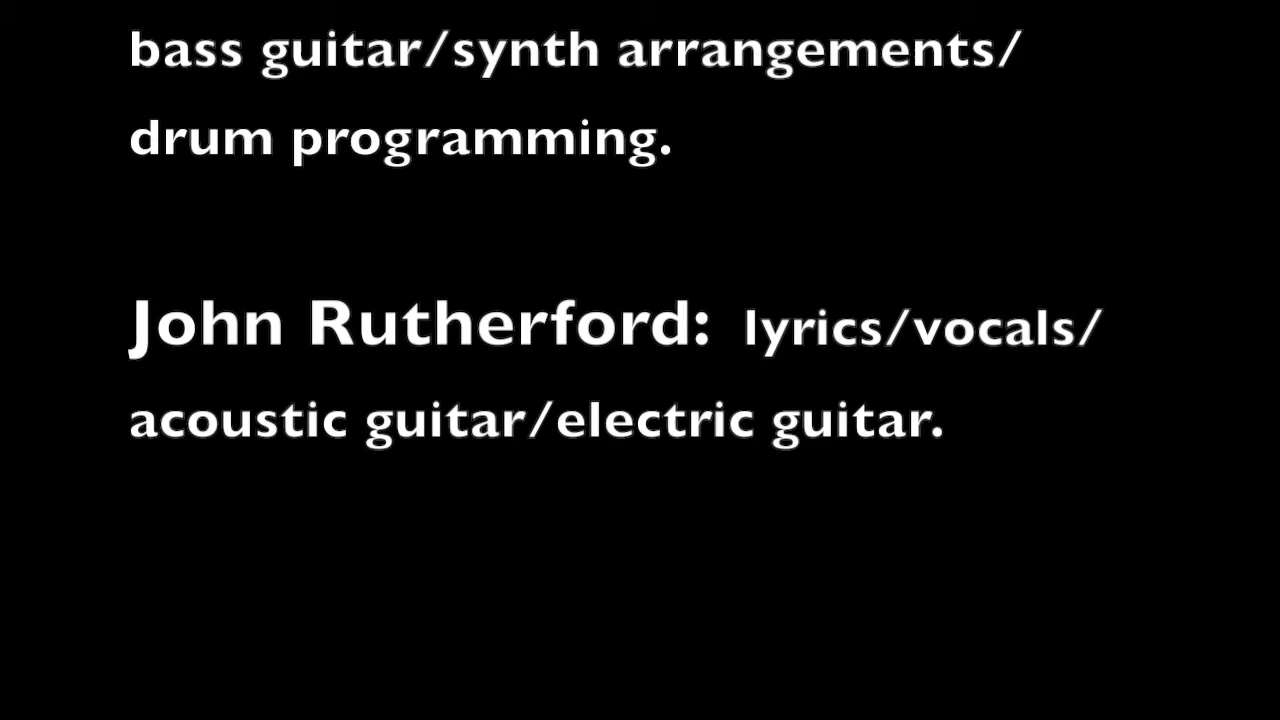 bass guitar/synth arrangements/
drum programming.
John Rutherford: lyrics/vocals/
acoustic guitar/electric guitar.